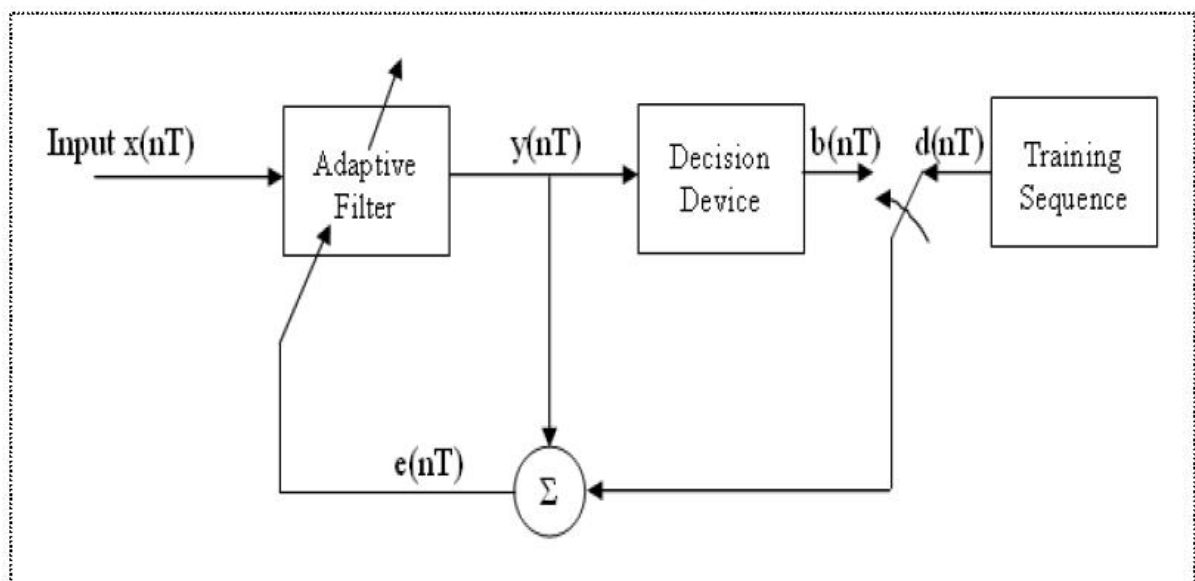 Input x(nT)
Adaptive
Filter
y(nT)
Decision
Device
b(nT)
d(nT)
Training
Sequence
e(nT)
Σ